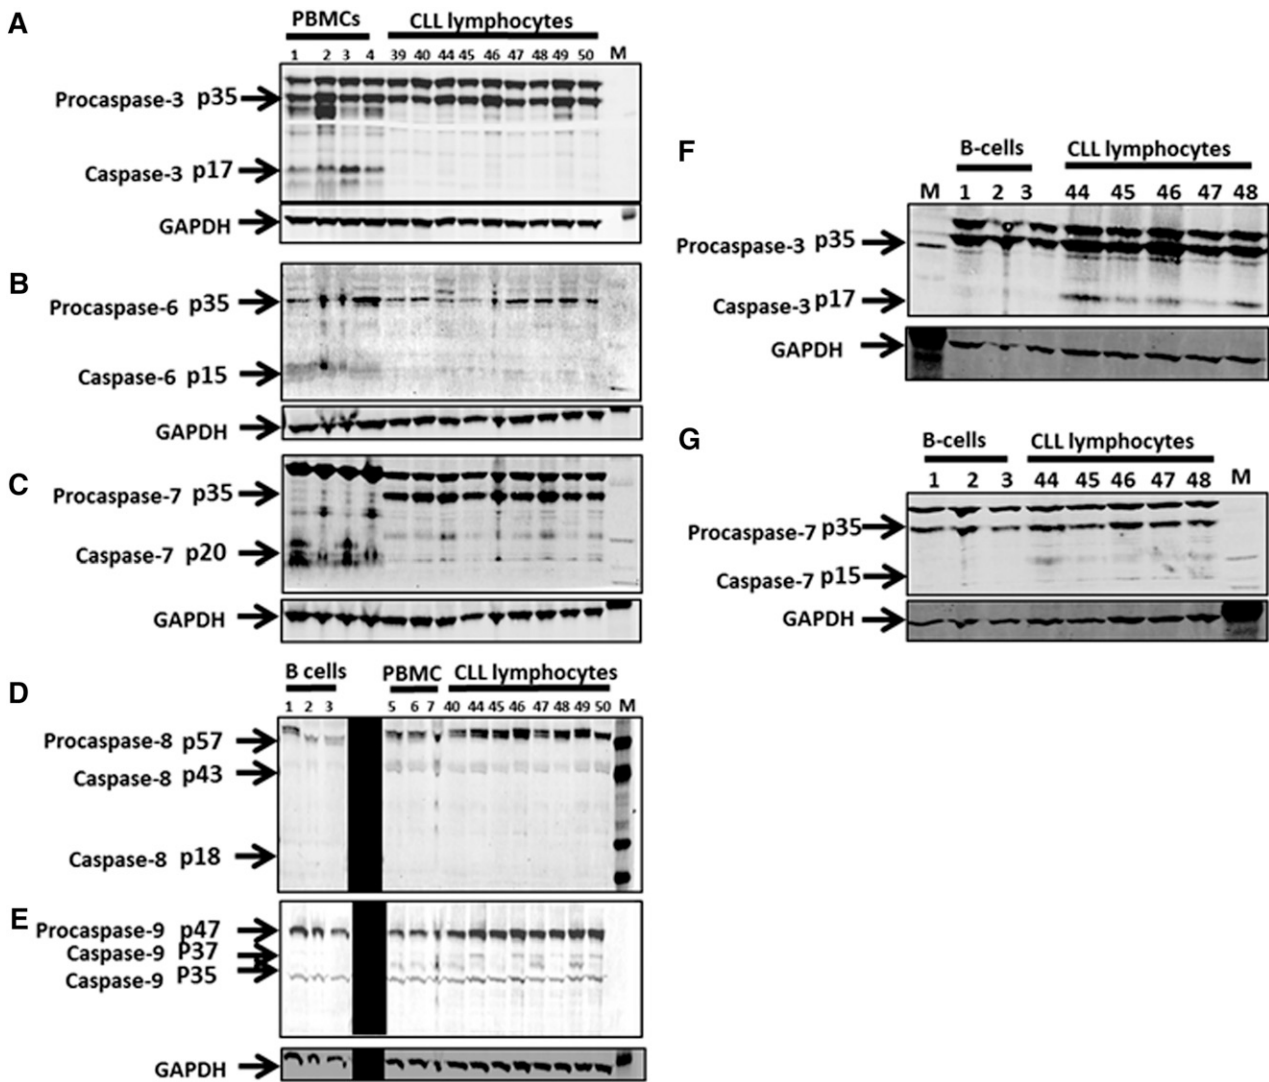 A
PBMCs CLL lymphocytes
1 2 3 4 39 40 44 45 46 47 48 49 50 M
Procaspase-3 p35
Caspase-3 p17
GAPDH
B
Procaspase-6 p35
Caspase-6 p15
GAPDH
C
Procaspase-7 p35
Caspase-7 p20
GAPDH
D
B cells PBMC CLL lymphocytes
1 2 3 5 6 7 40 44 45 46 47 48 49 50 M
Procaspase-8 p57
Caspase-8 p43
Caspase-8 p18
E
Procaspase-9 p47
Caspase-9 P37
Caspase-9 P35
GAPDH
F
B-cells CLL lymphocytes
M 1 2 3 44 45 46 47 48
Procaspase-3 p35
Caspase-3 p17
GAPDH
G
B-cells CLL lymphocytes
1 2 3 44 45 46 47 48 M
Procaspase-7 p35
Caspase-7 p15
GAPDH